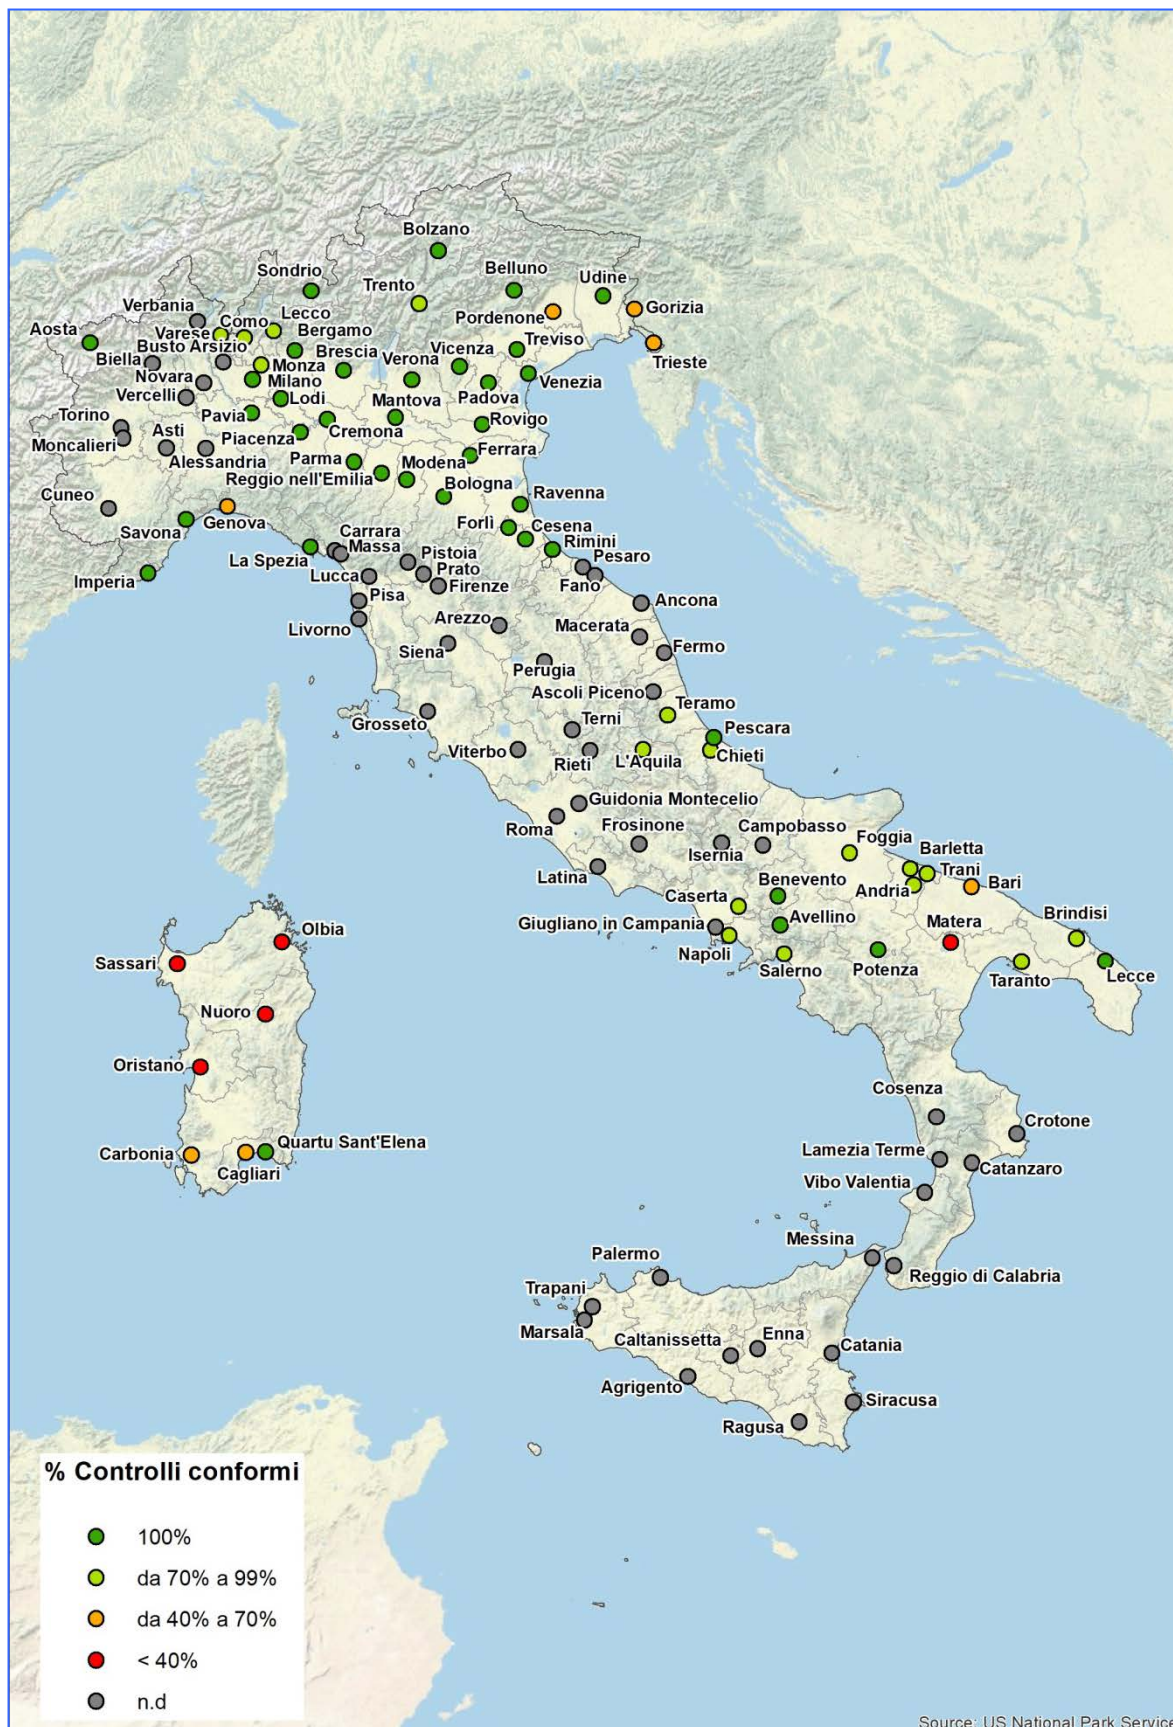 Bolzano
Sondrio
Belluno
Udine
Trento
Verbania
Lecco
Pordenone
Gorizia
Como
Aosta
Varese
Bergamo
Treviso
Busto Arsizio
Brescia
Verona
Vicenza
Trieste
Biella
Monza
Novara
Milano
Venezia
Vercelli
Lodi
Mantova
Padova
Torino
Pavia
Rovigo
Asti
Piacenza
Cremona
Moncalieri
Alessandria
Parma
Modena
Ferrara
Reggio nell'Emilia
Bologna
Cuneo
Ravenna
Savona
Genova
Forlì
Cesena
Carrara
Rimini
La Spezia
Massa
Pistoia
Pesaro
Imperia
Lucca
Prato
Fano
Firenze
Pisa
Ancona
Livorno
Arezzo
Macerata
Siena
Fermo
Perugia
Ascoli Piceno
Teramo
Grosseto
Terni
Pescara
Viterbo
Rieti
L'Aquila
Chieti
Guidonia Montecelio
Roma
Frosinone
Campobasso
Foggia
Isernia
Barletta
Latina
Benevento
Trani
Caserta
Andria
Bari
Giugliano in Campania
Avellino
Matera
Brindisi
Olbia
Napoli
Sassari
Salerno
Potenza
Taranto
Lecce
Nuoro
Oristano
Cosenza
Crotone
Quartu Sant'Elena
Carbonia
Lamezia Terme
Cagliari
Catanzaro
Vibo Valentia
Messina
Palermo
Reggio di Calabria
Trapani
Marsala
Caltanissetta
Enna
Catania
Agrigento
Siracusa
Ragusa
% Controlli conformi
100%
da 70% a 99%
da 40% a 70%
< 40%
n.d
Source: US National Park Service